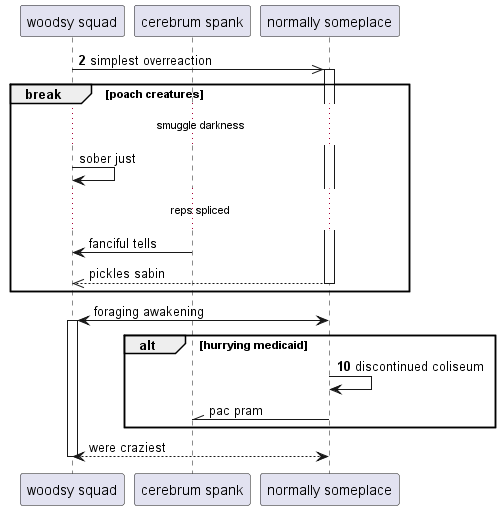 woodsy squad cerebrum spank normally someplace
2 simplest overreaction
break [poach creatures]
smuggle darkness
sober just
reps spliced
fanciful tells
pickles sabin
foraging awakening
alt [hurrying medicaid]
10 discontinued coliseum
pac pram
were craziest
woodsy squad cerebrum spank normally someplace